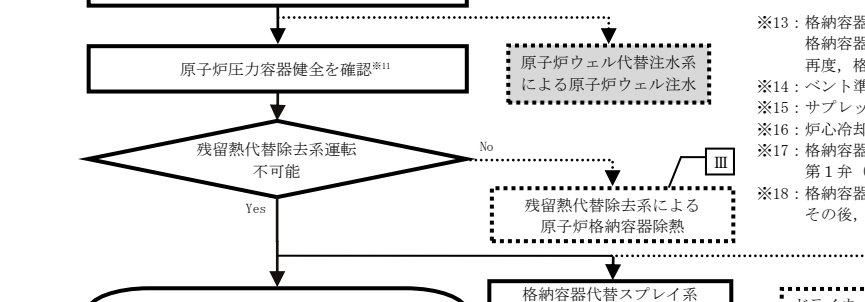 原子炉圧力容器健全を確認※11
原子炉ウェル代替注水系
による原子炉ウェル注水
残留熱代替除去系運転
不可能
No
Yes
Ⅲ
残留熱代替除去系による
原子炉格納容器除熱
格納容器代替スプレイ系
※13：格納容器
格納容器
再度，格
※14：ベント準
※15：サプレッ
※16：炉心冷却
※17：格納容器
第１弁（
※18：格納容器
その後，